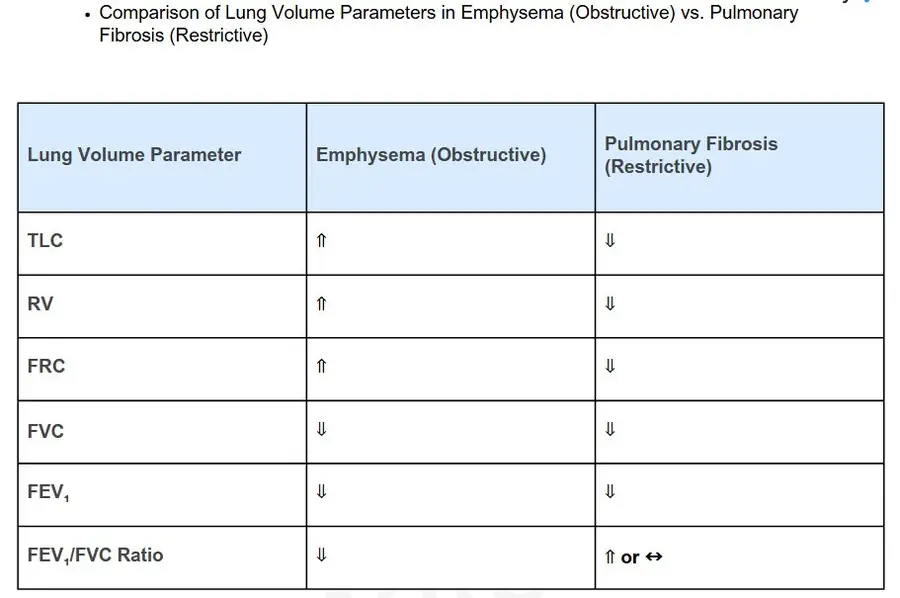 • Comparison of Lung Volume Parameters in Emphysema (Obstructive) vs. Pulmonary
Fibrosis (Restrictive)
Lung Volume Parameter Emphysema (Obstructive) Pulmonary Fibrosis (Restrictive)
TLC ⇑ ⇓
RV ⇑ ⇓
FRC ⇑ ⇓
FVC ⇓ ⇓
FEV₁ ⇓ ⇓
FEV₁/FVC Ratio ⇓ ⇑ or ↔